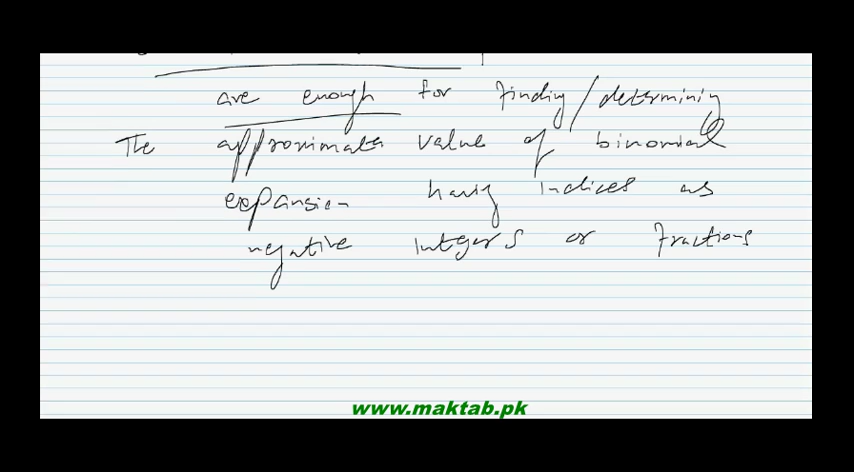 are enough for finding/determining
The approximate value of binomial
expansion having indices as
negative integers or fractions
www.maktab.pk